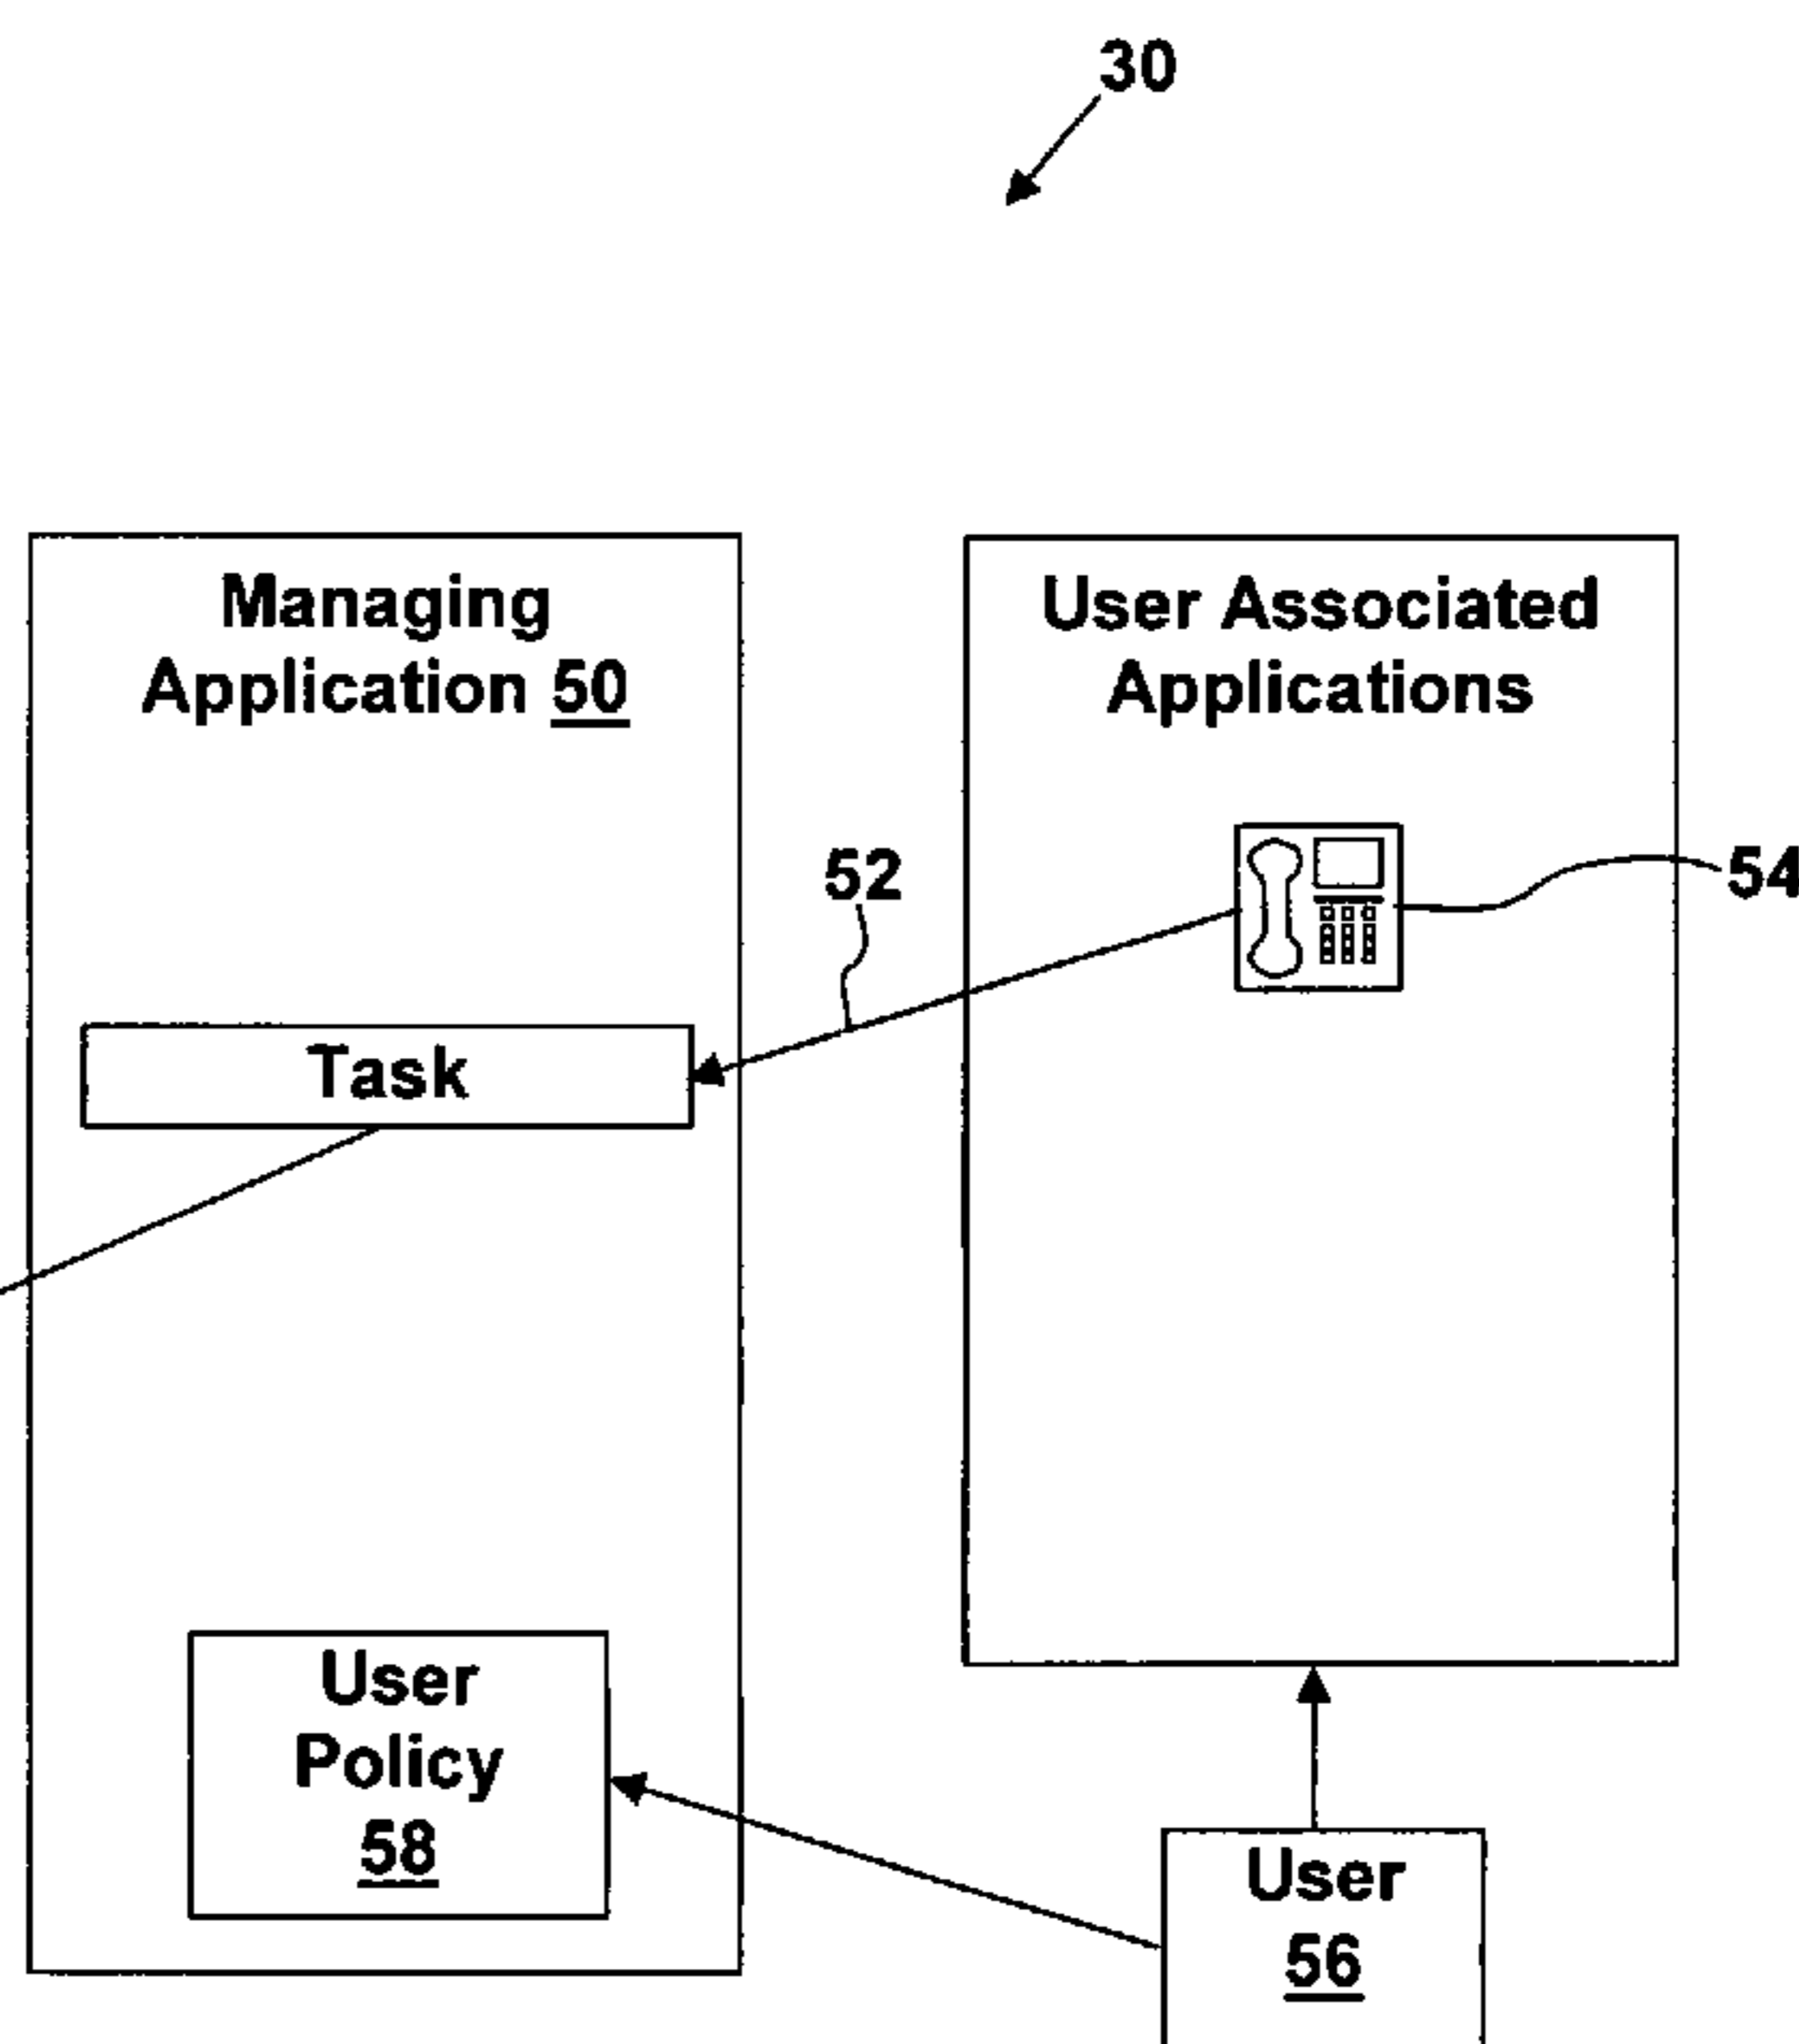 30
Managing
Application 50
User Associated
Applications
52
54
Task
User
Policy
58
User
56